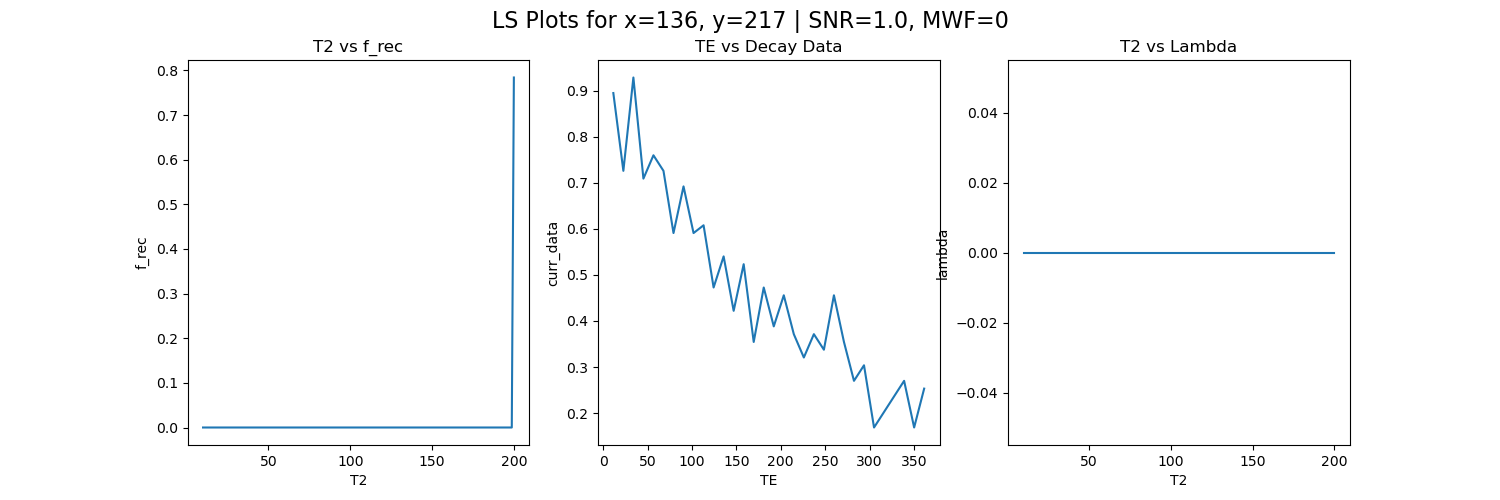 LS Plots for x=136, y=217 | SNR=1.0, MWF=0
T2 vs f_rec
0.8
0.7
0.6
0.5
0.4
0.3
0.2
0.1
0.0
f_rec
50 100 150 200
T2
TE vs Decay Data
0.9
0.8
0.7
0.6
0.5
0.4
0.3
0.2
curr_data
0 50 100 150 200 250 300 350
TE
T2 vs Lambda
0.04
0.02
0.00
−0.02
−0.04
lambda
50 100 150 200
T2